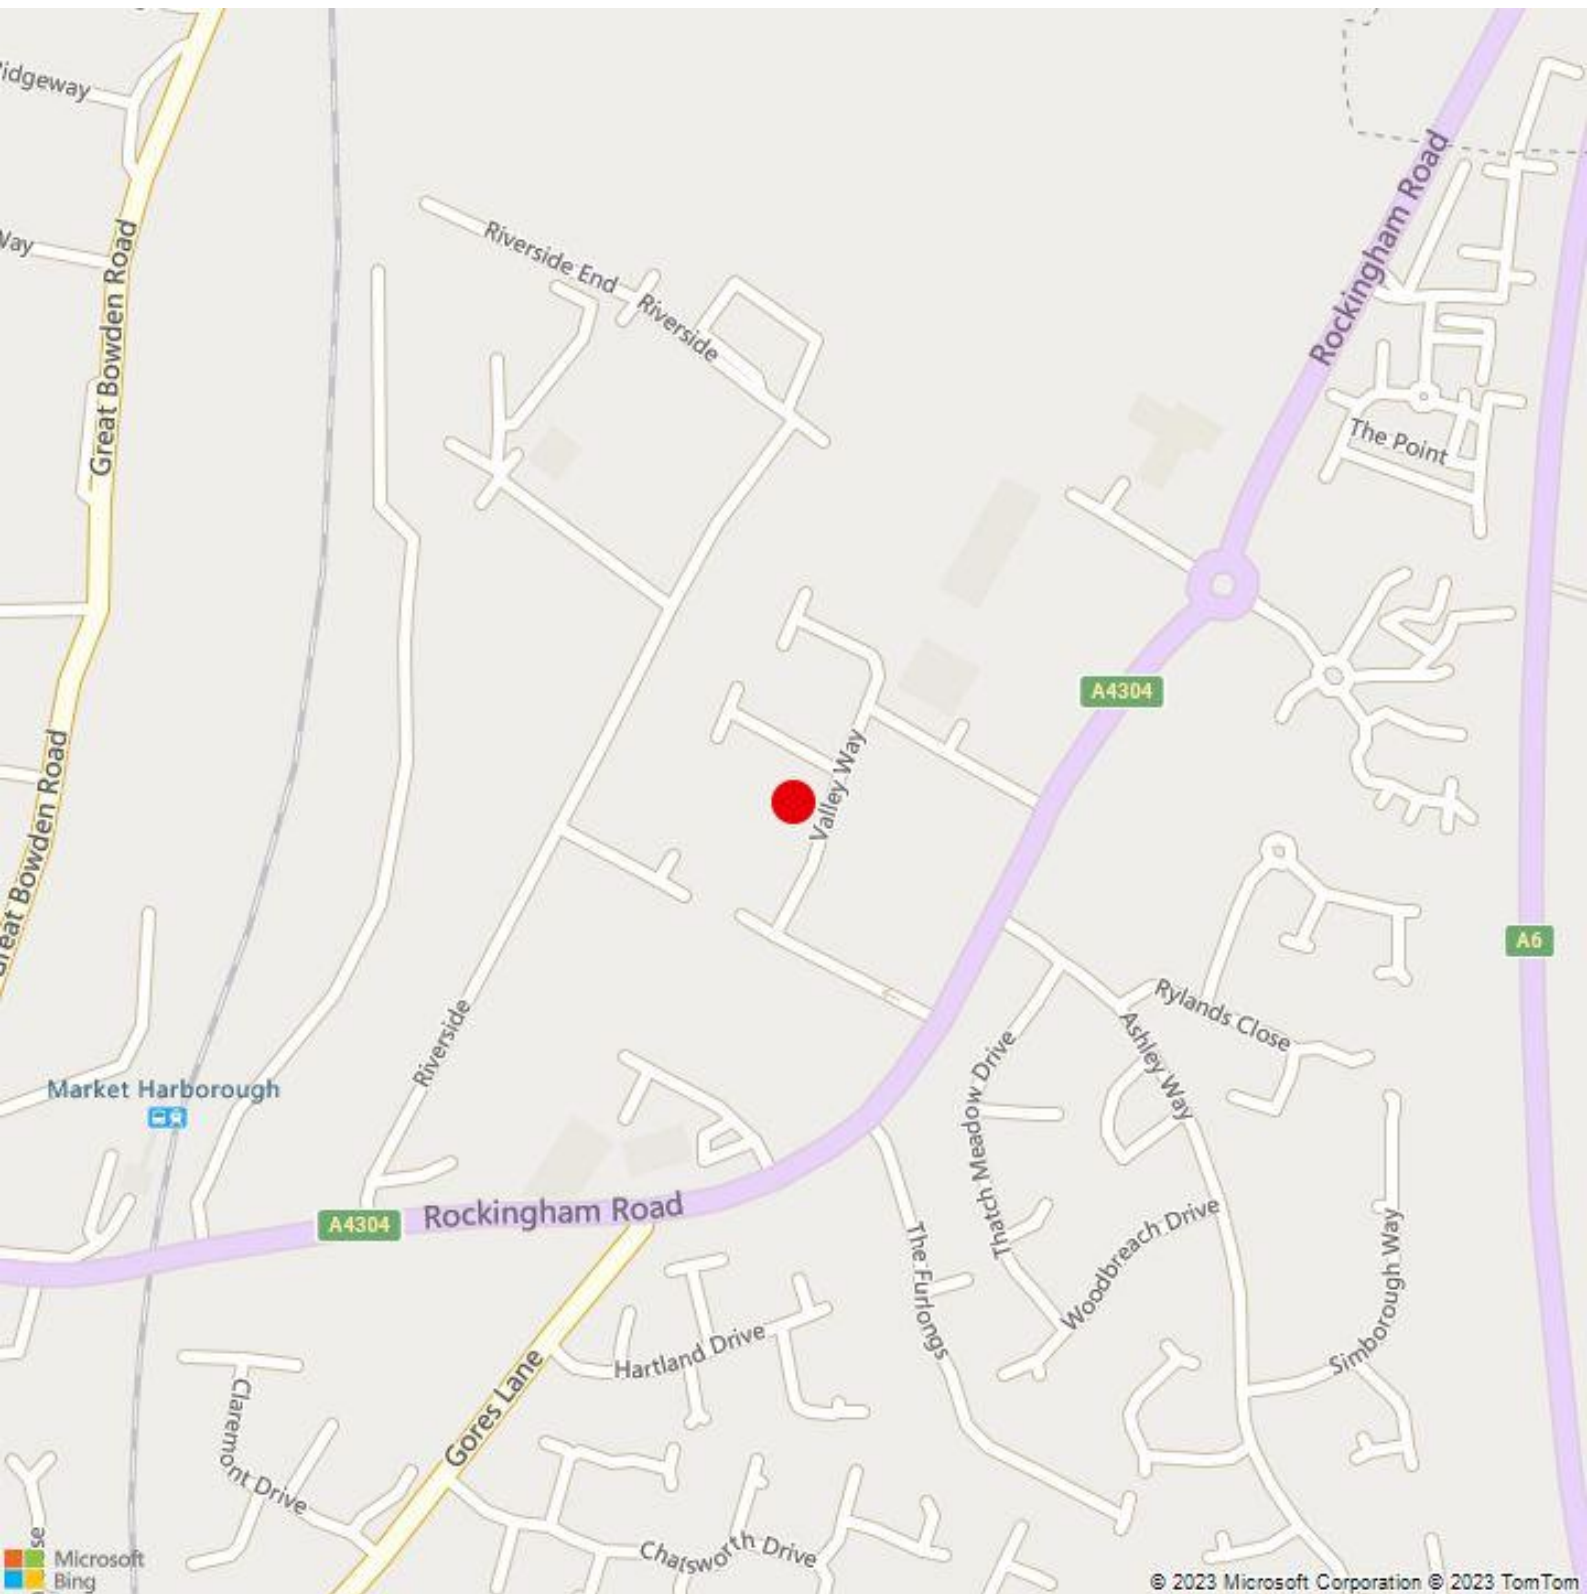 idgeway
Rockingham Road
Way
Great Bowden Road
Riverside End
Riverside
The Point
A4304
Valley Way
Great Bowden Road
A6
Rylands Close
Riverside
Ashley Way
Thatch Meadow Drive
Market Harborough
A4304
Rockingham Road
Woodbreach Drive
The Furlongs
Simborough Way
Hartland Drive
Gores Lane
Claremont Drive
Chatsworth Drive
se
Microsoft
Bing
© 2023 Microsoft Corporation © 2023 TomTom